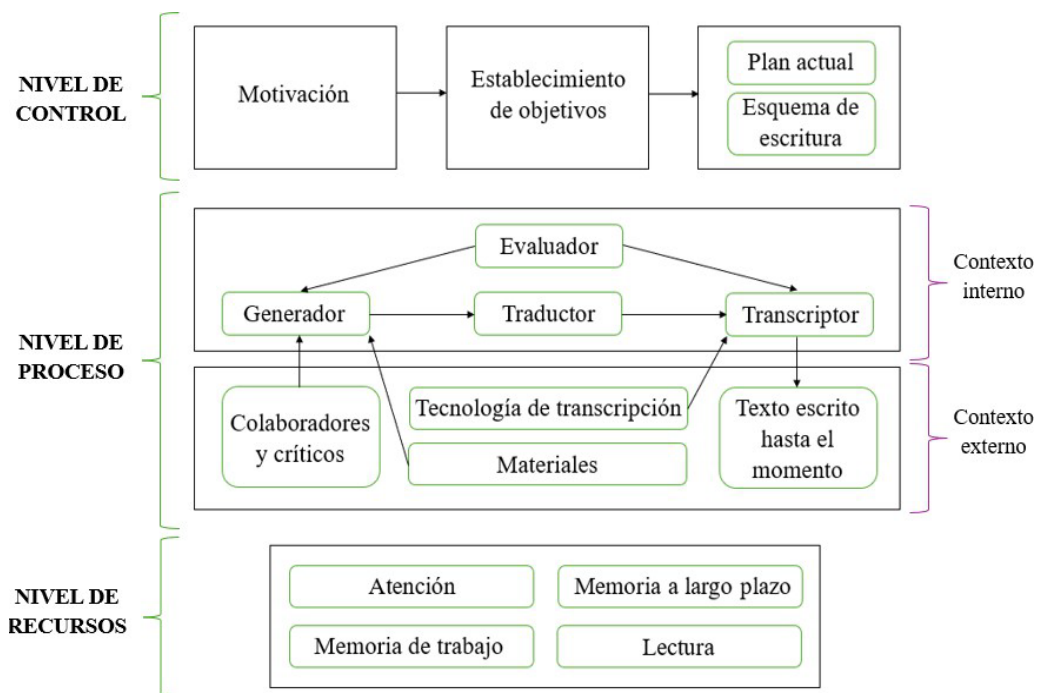 NIVEL DE
CONTROL
Motivación
Establecimiento
de objetivos
Plan actual
Esquema de
escritura
NIVEL DE
PROCESO
Evaluador
Generador
Traductor
Transcriptor
Contexto
interno
Colaboradores
y críticos
Tecnología de transcripción
Materiales
Texto escrito
hasta el
momento
Contexto
externo
NIVEL DE
RECURSOS
Atención
Memoria a largo plazo
Memoria de trabajo
Lectura